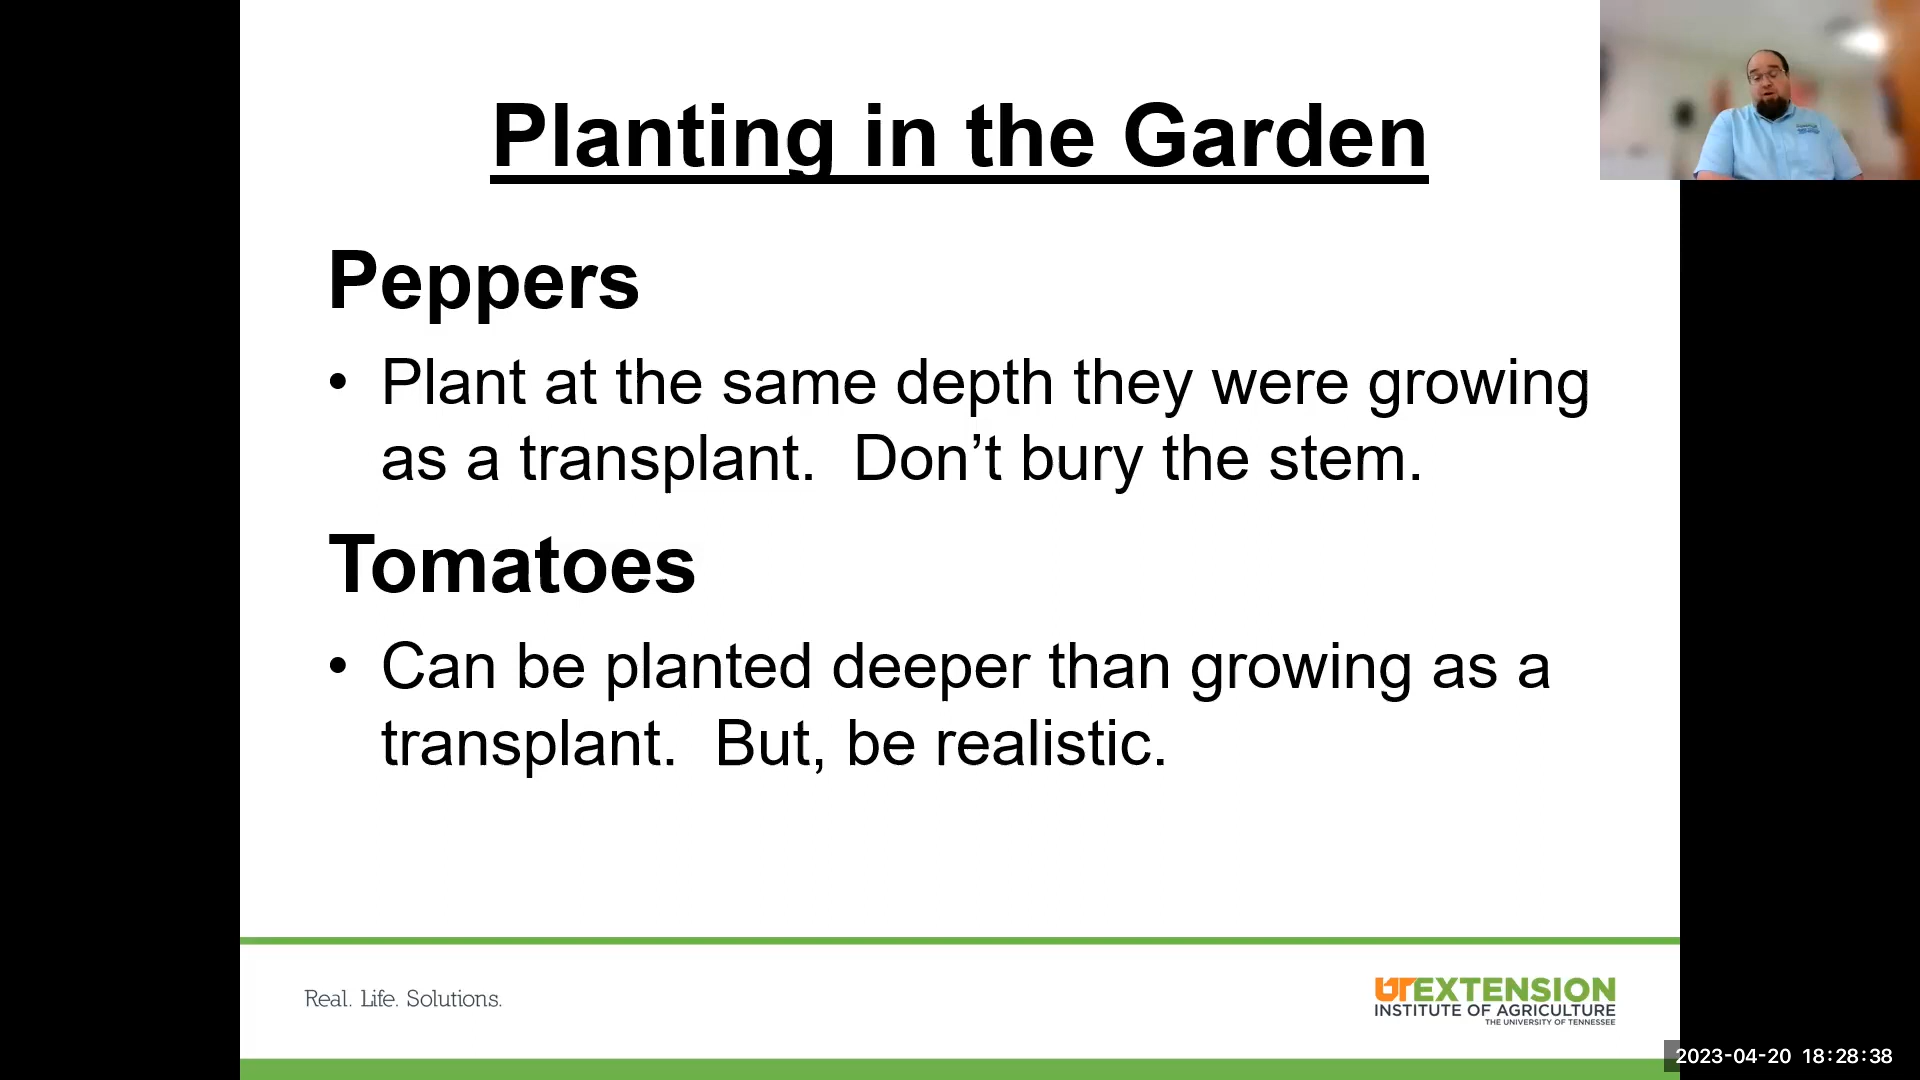 Planting in the Garden
Peppers
• Plant at the same depth they were growing
as a transplant.  Don’t bury the stem.
Tomatoes
• Can be planted deeper than growing as a
transplant.  But, be realistic.
Real. Life. Solutions.
UTEXTENSION
INSTITUTE OF AGRICULTURE
THE UNIVERSITY OF TENNESSEE
2023-04-20 18:28:38